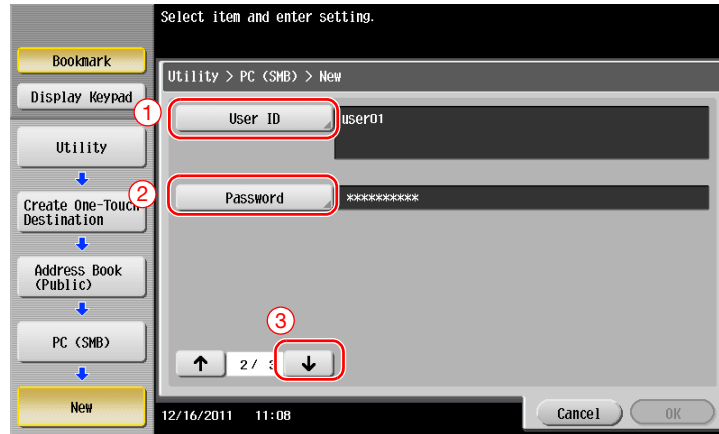 Select item and enter setting.
Bookmark
Display Keypad
Utility > PC (SMB) > New
1
User ID
user01
Utility
2
Password
**********
Create One-Touch
Destination
Address Book
(Public)
3
PC (SMB)
↑ 2/ 3 ↓
New
12/16/2011 11:08
Cancel
OK